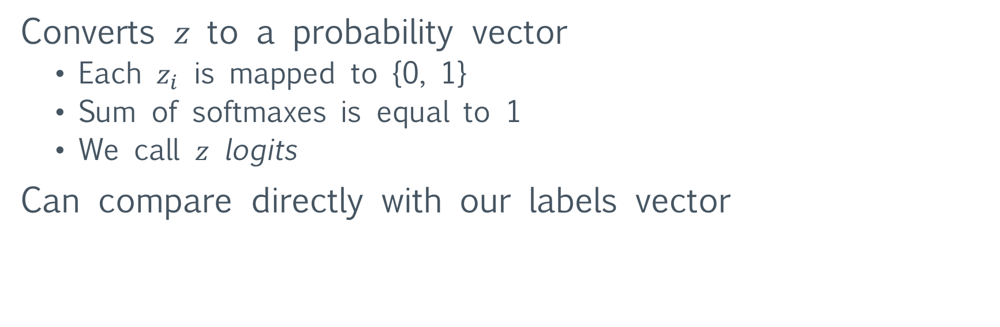 Converts z to a probability vector
• Each z_i is mapped to {0, 1}
• Sum of softmaxes is equal to 1
• We call z logits
Can compare directly with our labels vector